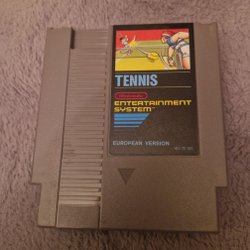 TENNIS
Nintendo
ENTERTAINMENT
SYSTEM
EUROPEAN VERSION